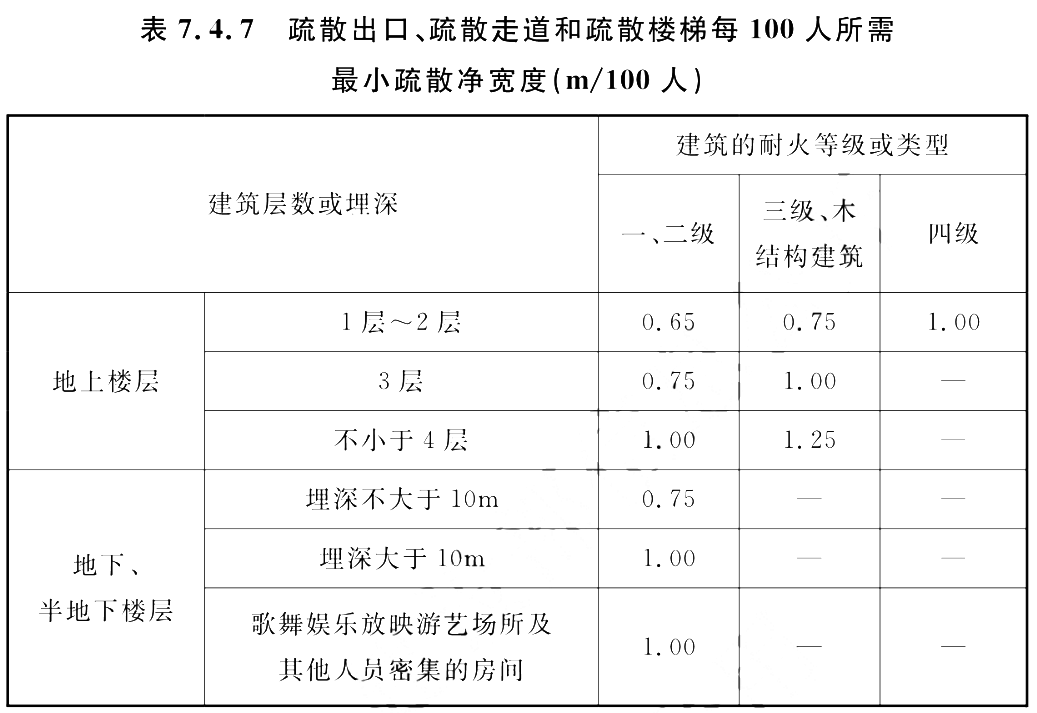 表 7.4.7 疏散出口、疏散走道和疏散楼梯每 100 人所需
最小疏散净宽度(m/100 人)
建筑层数或埋深
建筑的耐火等级或类型
一、二级
三级、木
结构建筑
四级
地上楼层
1层～2层
0.65
0.75
1.00
3层
0.75
1.00
—
不小于4层
1.00
1.25
—
地下、
半地下楼层
埋深不大于10m
0.75
—
—
埋深大于10m
1.00
—
—
歌舞娱乐放映游艺场所及
其他人员密集的房间
1.00
—
—